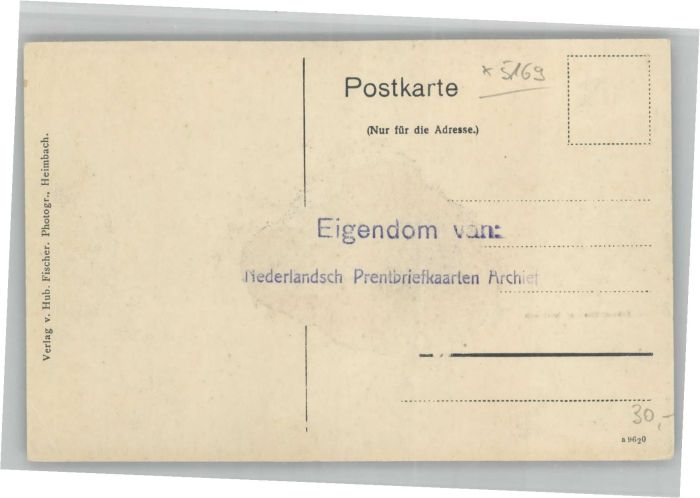 Postkarte
* 5169
(Nur für die Adresse.)
Verlag v. Hub. Fischer. Photogr., Heimbach.
Eigendom van:
Nederlandsch Prentbriefkaarten Archief
30,-
a 9620